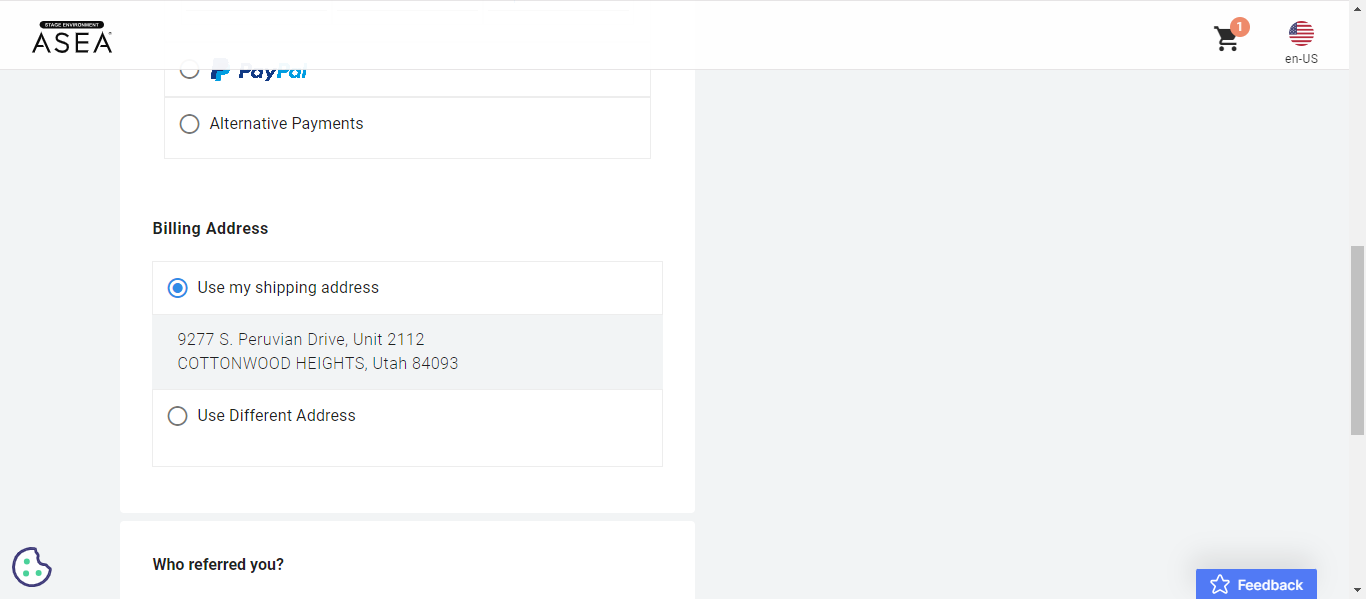 STAGE ENVIRONMENT
ASEA
1
en-US
PayPal
Alternative Payments
Billing Address
Use my shipping address
9277 S. Peruvian Drive, Unit 2112
COTTONWOOD HEIGHTS, Utah 84093
Use Different Address
Who referred you?
Feedback